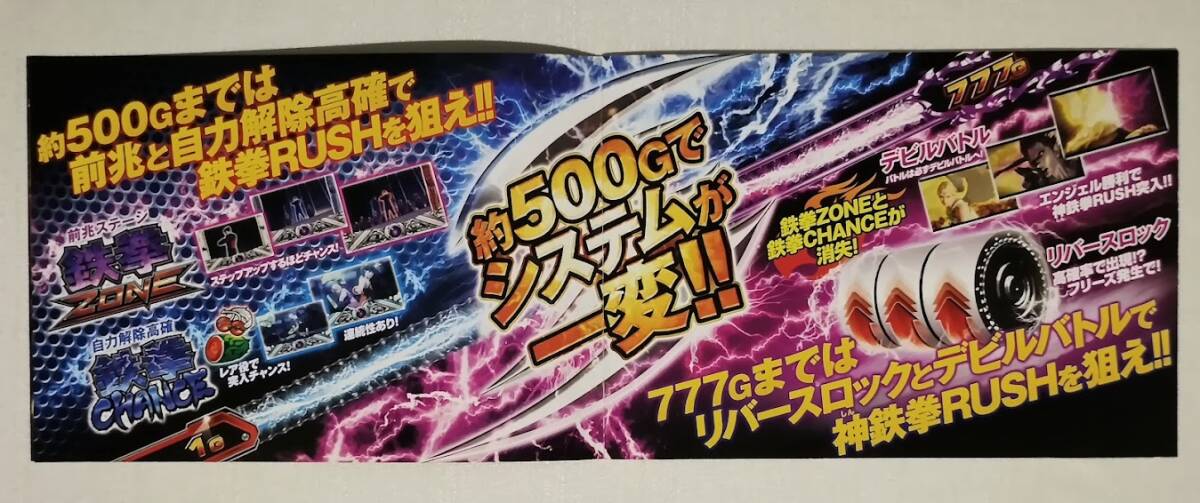 約500Gまでは
前兆と自力解除高確で
鉄拳RUSHを狙え!!
前兆ステージ
鉄拳
ZONE
ステップアップするほどチャンス!
自力解除高確
鉄拳
CHANCE
レア役で
突入チャンス!
連続性あり!
1G
約500Gで
システムが
一変!!
777G
デビルバトル
バトルは必ずデビルバトルへ!
エンジェル勝利で
神鉄拳RUSH突入!!
鉄拳ZONEと
鉄拳CHANCEが
消失!
リバースロック
高確率で出現!?
フリーズ発生で!
777Gまでは
リバースロックとデビルバトルで
しん
神鉄拳RUSHを狙え!!